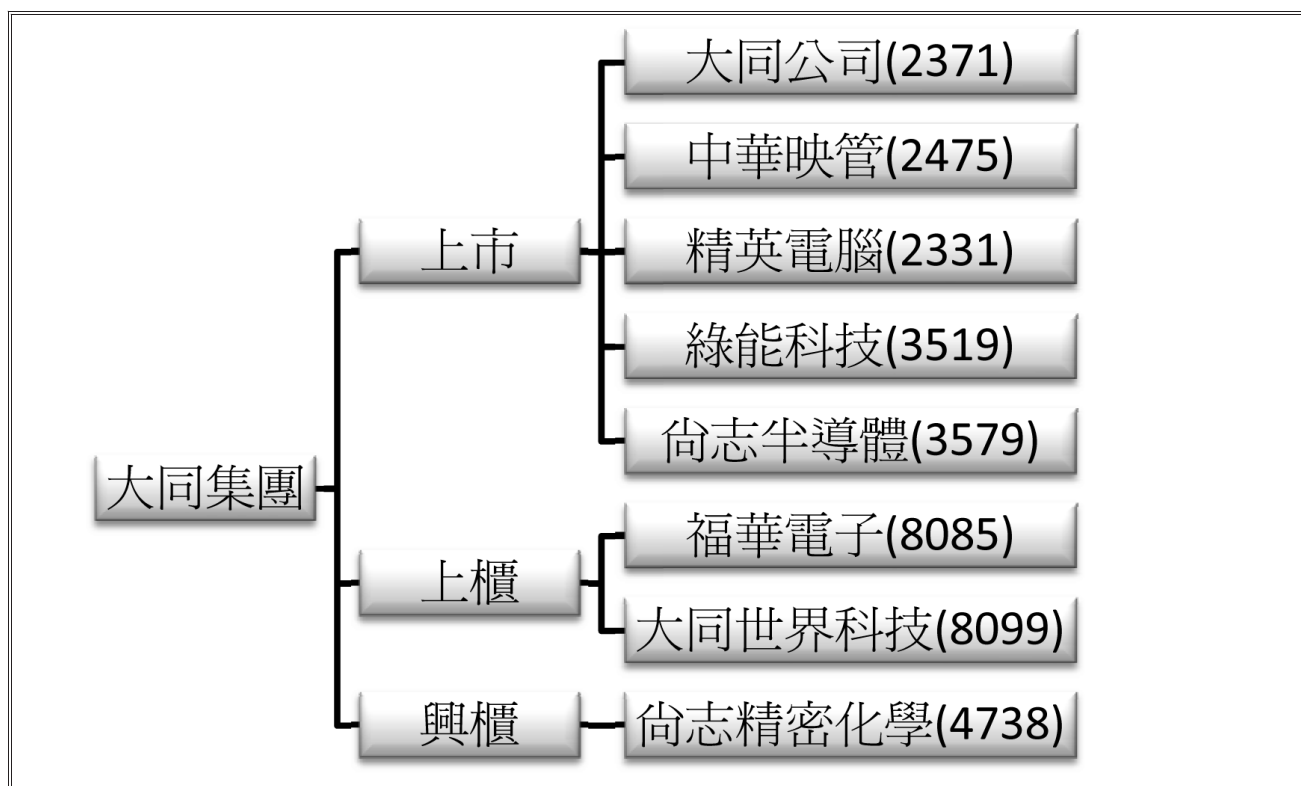 大同集團
上市
大同公司(2371)
中華映管(2475)
精英電腦(2331)
綠能科技(3519)
尚志半導體(3579)
上櫃
福華電子(8085)
大同世界科技(8099)
興櫃
尚志精密化學(4738)